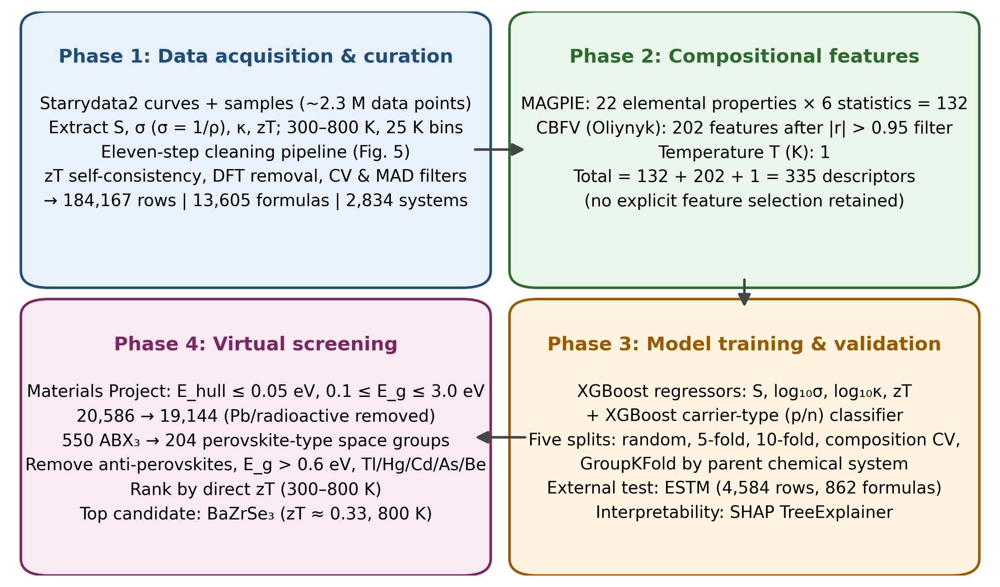 Phase 1: Data acquisition & curation
Starrydata2 curves + samples (~2.3 M data points)
Extract S, σ (σ = 1/ρ), κ, zT; 300–800 K, 25 K bins
Eleven-step cleaning pipeline (Fig. 5)
zT self-consistency, DFT removal, CV & MAD filters
→ 184,167 rows | 13,605 formulas | 2,834 systems
Phase 2: Compositional features
MAGPIE: 22 elemental properties × 6 statistics = 132
CBFV (Oliynyk): 202 features after |r| > 0.95 filter
Temperature T (K): 1
Total = 132 + 202 + 1 = 335 descriptors
(no explicit feature selection retained)
Phase 3: Model training & validation
XGBoost regressors: S, log₁₀σ, log₁₀κ, zT
+ XGBoost carrier-type (p/n) classifier
Five splits: random, 5-fold, 10-fold, composition CV,
GroupKFold by parent chemical system
External test: ESTM (4,584 rows, 862 formulas)
Interpretability: SHAP TreeExplainer
Phase 4: Virtual screening
Materials Project: E_hull ≤ 0.05 eV, 0.1 ≤ E_g ≤ 3.0 eV
20,586 → 19,144 (Pb/radioactive removed)
550 ABX₃ → 204 perovskite-type space groups
Remove anti-perovskites, E_g > 0.6 eV, Tl/Hg/Cd/As/Be
Rank by direct zT (300–800 K)
Top candidate: BaZrSe₃ (zT ≈ 0.33, 800 K)